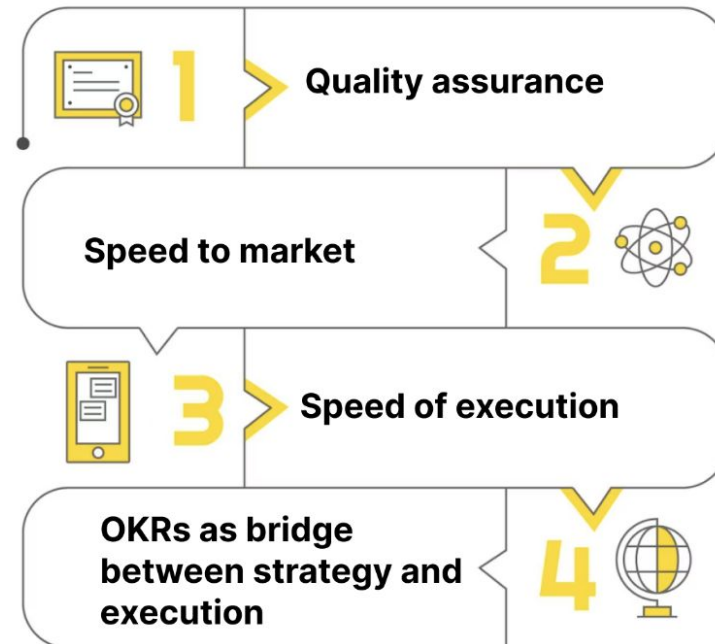 1
Quality assurance
Speed to market
2
3
Speed of execution
OKRs as bridge
between strategy and
execution
4